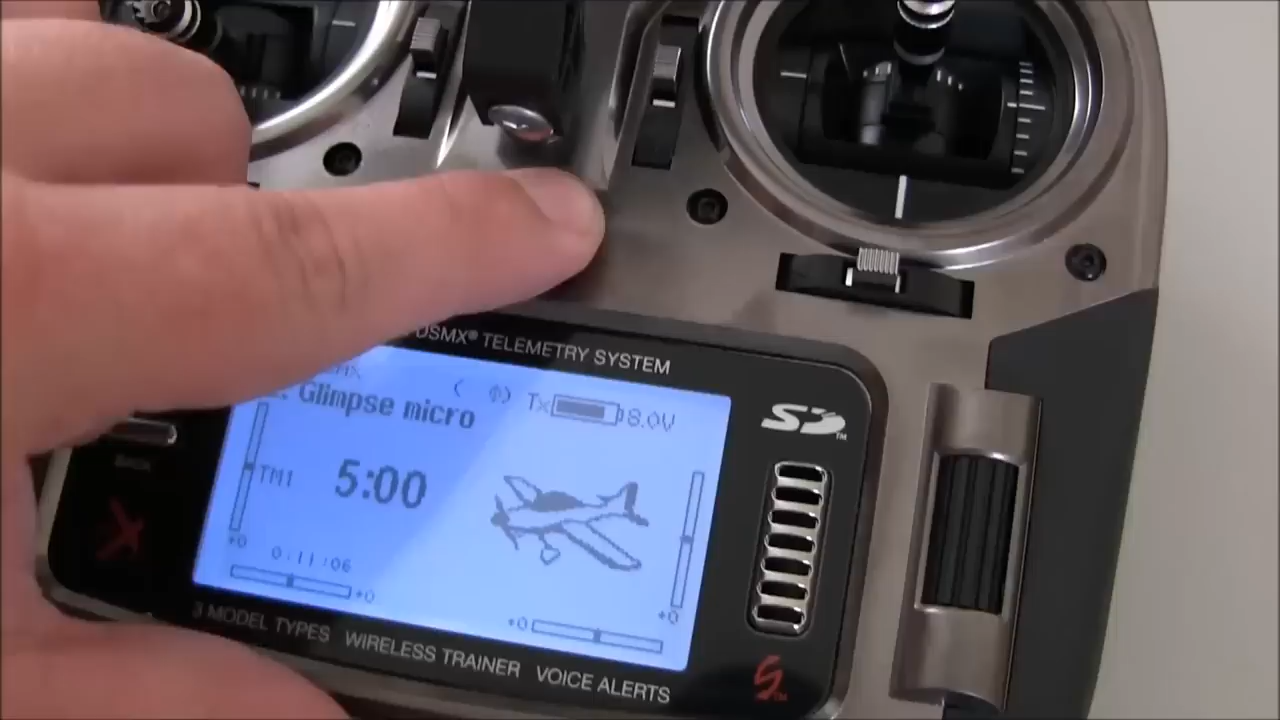 DSMX® TELEMETRY SYSTEM
Glimpse micro
Tx 8.0V
SD™
TM1 5:00
+0
0:11:06
+0
+0
+0
3 MODEL TYPES WIRELESS TRAINER VOICE ALERTS